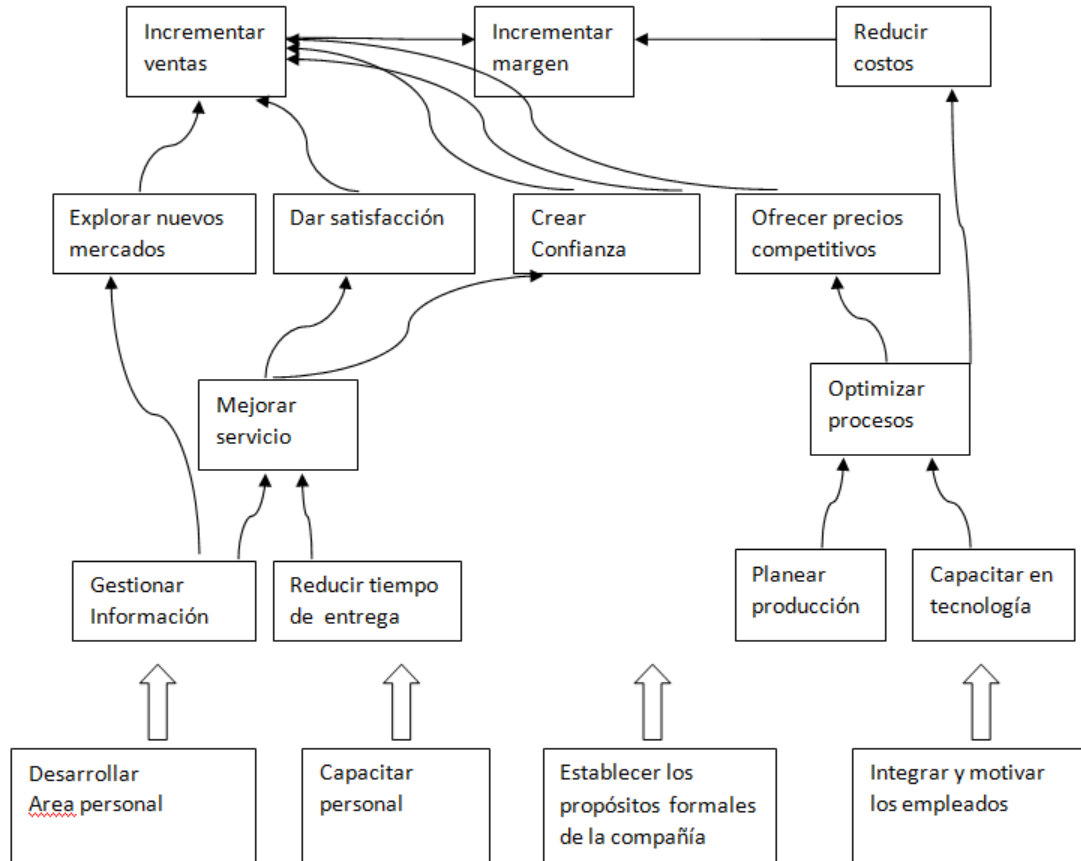 Incrementar
ventas
Incrementar
margen
Reducir
costos
Explorar nuevos
mercados
Dar satisfacción
Crear
Confianza
Ofrecer precios
competitivos
Mejorar
servicio
Optimizar
procesos
Gestionar
Información
Reducir tiempo
de entrega
Planear
producción
Capacitar en
tecnología
Desarrollar
Area personal
Capacitar
personal
Establecer los
propósitos formales
de la compañía
Integrar y motivar
los empleados